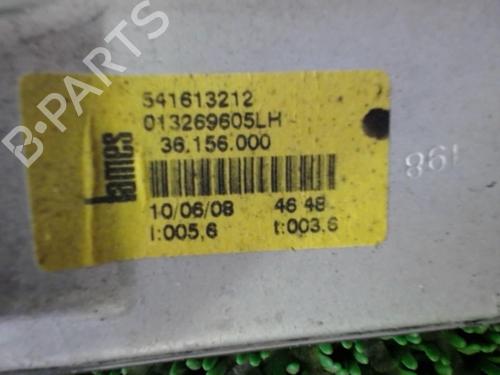 541613212
013269605LH
36.156.000
lames
10/06/08 46 48
I:005,6 t:003,6
198
B-PARTS